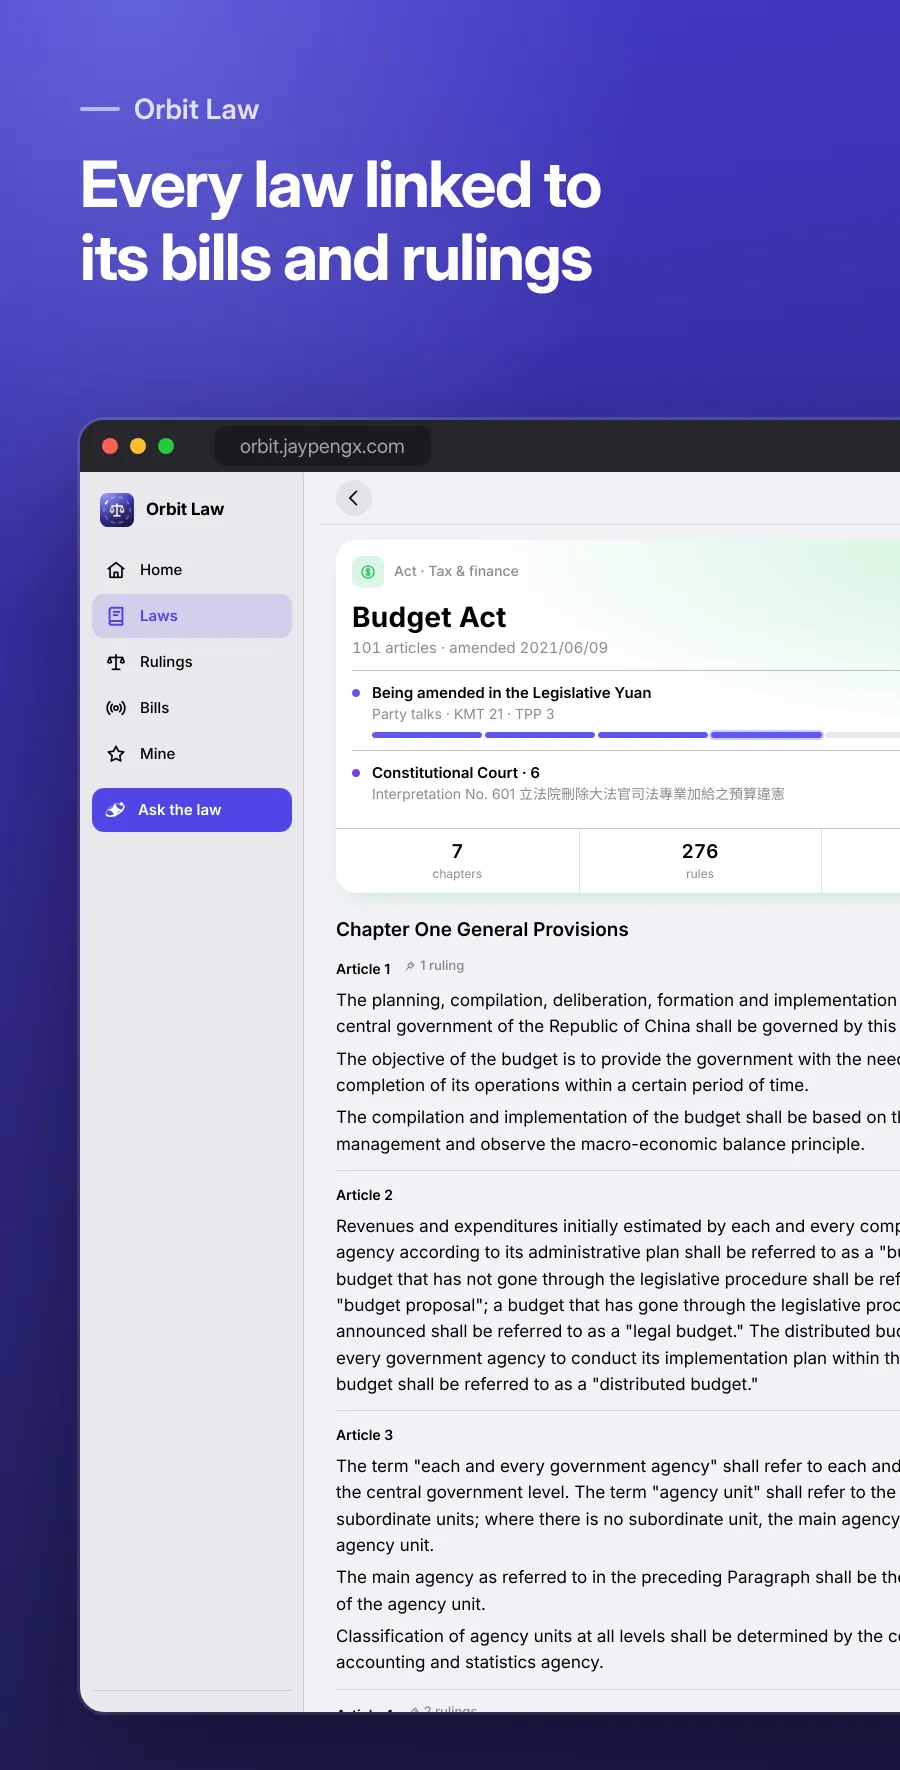 Orbit Law
Every law linked to
its bills and rulings
orbit.jaypengx.com
Orbit Law
Home
Laws
Rulings
Bills
Mine
Ask the law
Act · Tax & finance
Budget Act
101 articles · amended 2021/06/09
Being amended in the Legislative Yuan
Party talks · KMT 21 · TPP 3
Constitutional Court · 6
Interpretation No. 601 立法院刪除大法官司法專業加給之預算違憲
7
chapters
276
rules
Chapter One General Provisions
Article 1 1 ruling
The planning, compilation, deliberation, formation and implementation
central government of the Republic of China shall be governed by this
The objective of the budget is to provide the government with the
completion of its operations within a certain period of time.
The compilation and implementation of the budget shall be based on
management and observe the macro-economic balance principle.
Article 2
Revenues and expenditures initially estimated by each and every
agency according to its administrative plan shall be referred to as a
budget that has not gone through the legislative procedure shall be
"budget proposal"; a budget that has gone through the legislative
announced shall be referred to as a "legal budget." The distributed
every government agency to conduct its implementation plan within
budget shall be referred to as a "distributed budget."
Article 3
The term "each and every government agency" shall refer to each and
the central government level. The term "agency unit" shall refer to the
subordinate units; where there is no subordinate unit, the main agency
agency unit.
The main agency as referred to in the preceding Paragraph shall be
of the agency unit.
Classification of agency units at all levels shall be determined by the
accounting and statistics agency.
2 rulings